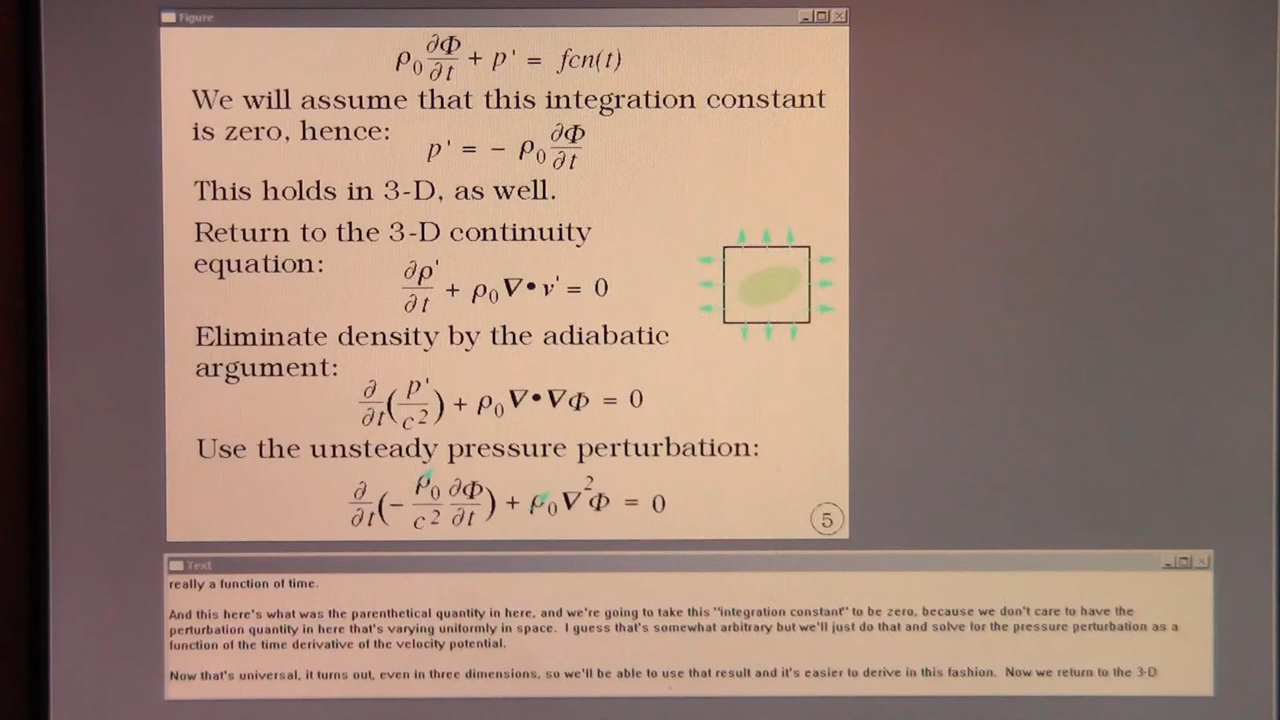 Figure
ρ₀ ∂Φ/∂t + p' = fcn(t)
We will assume that this integration constant
is zero, hence:
p' = - ρ₀ ∂Φ/∂t
This holds in 3-D, as well.
Return to the 3-D continuity
equation:
∂ρ'/∂t + ρ₀ ∇•v' = 0
Eliminate density by the adiabatic
argument:
∂/∂t(p'/c²) + ρ₀ ∇•∇Φ = 0
Use the unsteady pressure perturbation:
∂/∂t(- ρ₀/c² ∂Φ/∂t) + ρ₀ ∇²Φ = 0
5
Text
really a function of time.
And this here's what was the parenthetical quantity in here, and we're going to take this "integration constant" to be zero, because we don't care to have the
perturbation quantity in here that's varying uniformly in space. I guess that's somewhat arbitrary but we'll just do that and solve for the pressure perturbation as a
function of the time derivative of the velocity potential.
Now that's universal, it turns out, even in three dimensions, so we'll be able to use that result and it's easier to derive in this fashion. Now we return to the 3-D